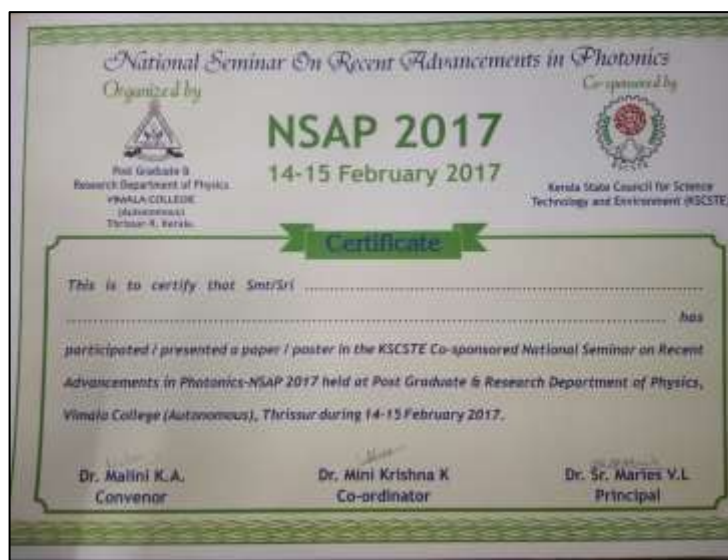 National Seminar On Recent Advancements in Photonics
Organized by
Co-sponsored by
NSAP 2017
14-15 February 2017
Post Graduate &
Research Department of Physics
VIMALA COLLEGE
(Autonomous)
Thrissur-9, Kerala.
KSCSTE
Kerala State Council for Science
Technology and Environment (KSCSTE)
Certificate
This is to certify that Smt/Sri ................................................................
................................................................ has
participated / presented a paper / poster in the KSCSTE Co-sponsored National Seminar on Recent
Advancements in Photonics-NSAP 2017 held at Post Graduate & Research Department of Physics,
Vimala College (Autonomous), Thrissur during 14-15 February 2017.
Dr. Malini K.A.
Convenor
Dr. Mini Krishna K
Co-ordinator
Dr. Sr. Maries V.L
Principal